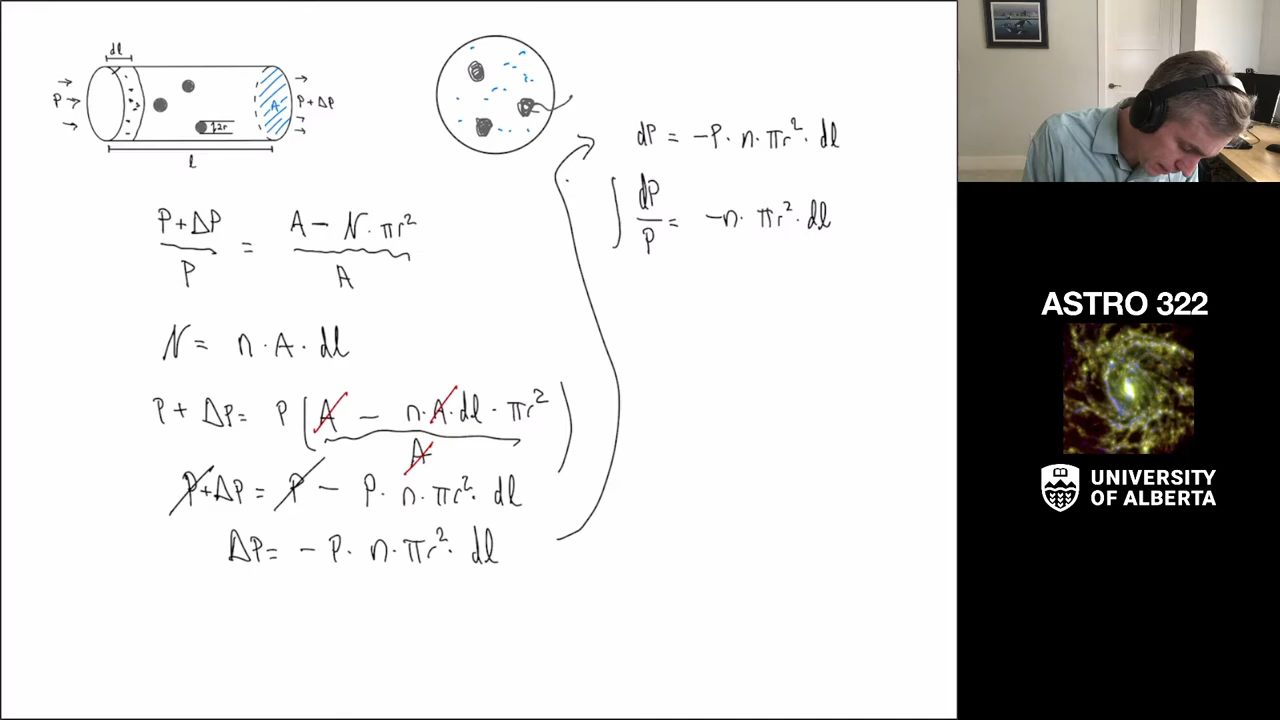 dl
P
A
P + ΔP
2r
l
P + ΔP / P = A − N · πr² / A
N = n · A · dl
P + ΔP = P ( A − n · A · dl · πr² / A )
P + ΔP = P − P · n · πr² · dl
ΔP = − P · n · πr² · dl
dP = −P · n · πr² · dl
∫ dP / P = −n · πr² · dl
ASTRO 322
UNIVERSITY
OF ALBERTA